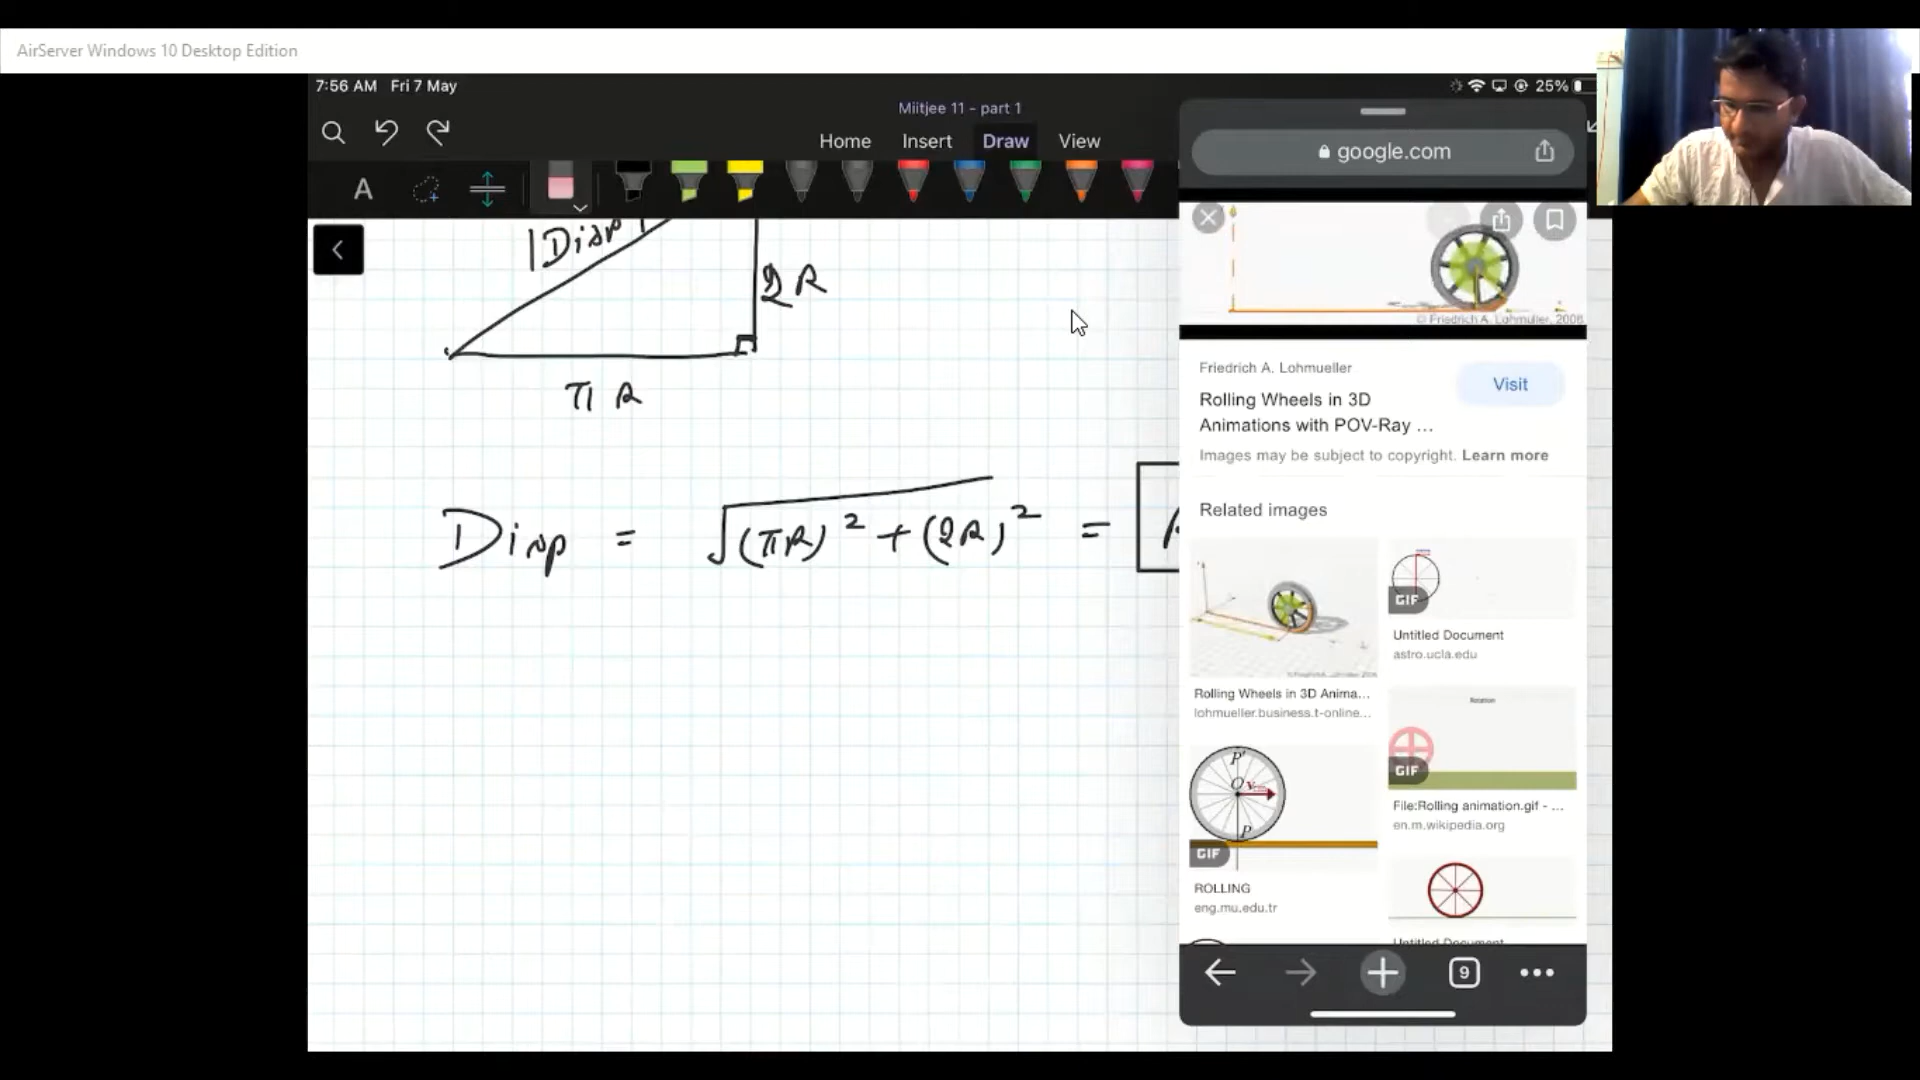 AirServer Windows 10 Desktop Edition
7:56 AM Fri 7 May
25%
Miitjee 11 - part 1
Home Insert Draw View
A
|Disp|
2R
πR
Disp = √(πR)² + (2R)² =
google.com
© Friedrich A. Lohmüller, 2006
Friedrich A. Lohmueller
Visit
Rolling Wheels in 3D
Animations with POV-Ray ...
Images may be subject to copyright. Learn more
Related images
Rolling Wheels in 3D Anima...
lohmueller.business.t-online...
GIF
Untitled Document
astro.ucla.edu
Rotation
GIF
File:Rolling animation.gif - ...
en.m.wikipedia.org
P'
O v
P
GIF
ROLLING
eng.mu.edu.tr
Untitled Document
9